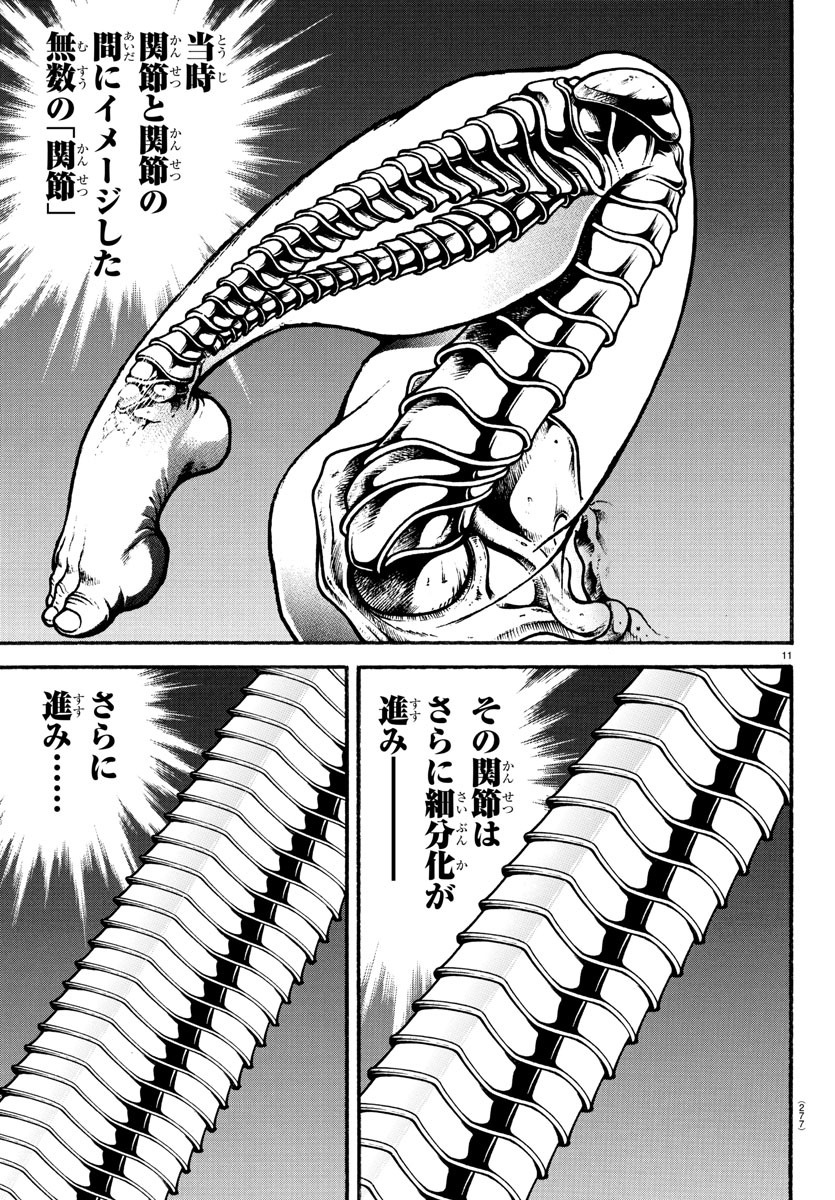 当時
関節と関節の
間にイメージした
無数の「関節」
11
その関節は
さらに細分化が
進み――
さらに
進み……
(277)